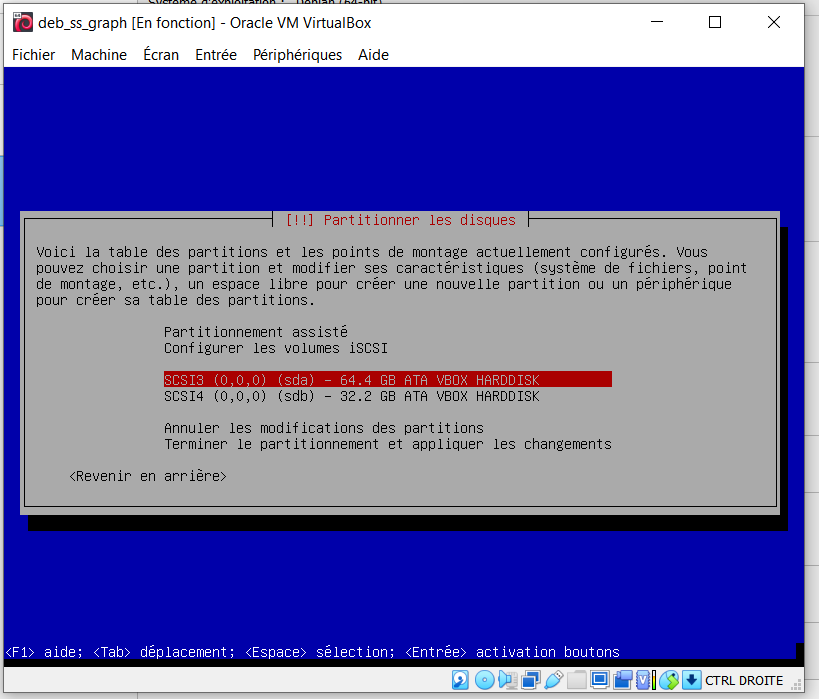 deb_ss_graph [En fonction] - Oracle VM VirtualBox
Fichier Machine Écran Entrée Périphériques Aide
[!!] Partitionner les disques
Voici la table des partitions et les points de montage actuellement configurés. Vous
pouvez choisir une partition et modifier ses caractéristiques (système de fichiers, point
de montage, etc.), un espace libre pour créer une nouvelle partition ou un périphérique
pour créer sa table des partitions.
Partitionnement assisté
Configurer les volumes iSCSI
SCSI3 (0,0,0) (sda) - 64.4 GB ATA VBOX HARDDISK
SCSI4 (0,0,0) (sdb) - 32.2 GB ATA VBOX HARDDISK
Annuler les modifications des partitions
Terminer le partitionnement et appliquer les changements
<Revenir en arrière>
<F1> aide; <Tab> déplacement; <Espace> sélection; <Entrée> activation boutons
CTRL DROITE